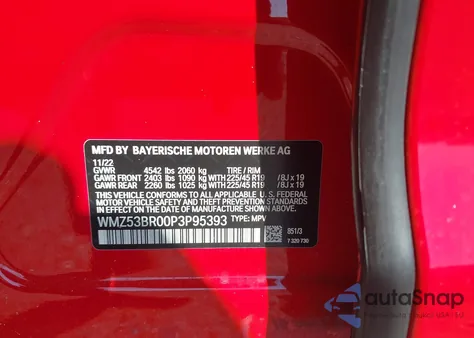 MFD BY BAYERISCHE MOTOREN WERKE AG
11/22
GVWR 4542 lbs 2060 kg TIRE / RIM
GAWR FRONT 2403 lbs 1090 kg WITH 225/45 R19 / 8J x 19
GAWR REAR 2260 lbs 1025 kg WITH 225/45 R19 / 8J x 19
THIS VEHICLE CONFORMS TO ALL APPLICABLE U.S. FEDERAL
MOTOR VEHICLE SAFETY, BUMPER, AND THEFT PREVENTION
STANDARDS IN EFFECT ON THE DATE OF MANUFACTURE
SHOWN ABOVE.
WMZ53BR00P3P95393 TYPE: MPV
851/3
7 320 730
autoSnap